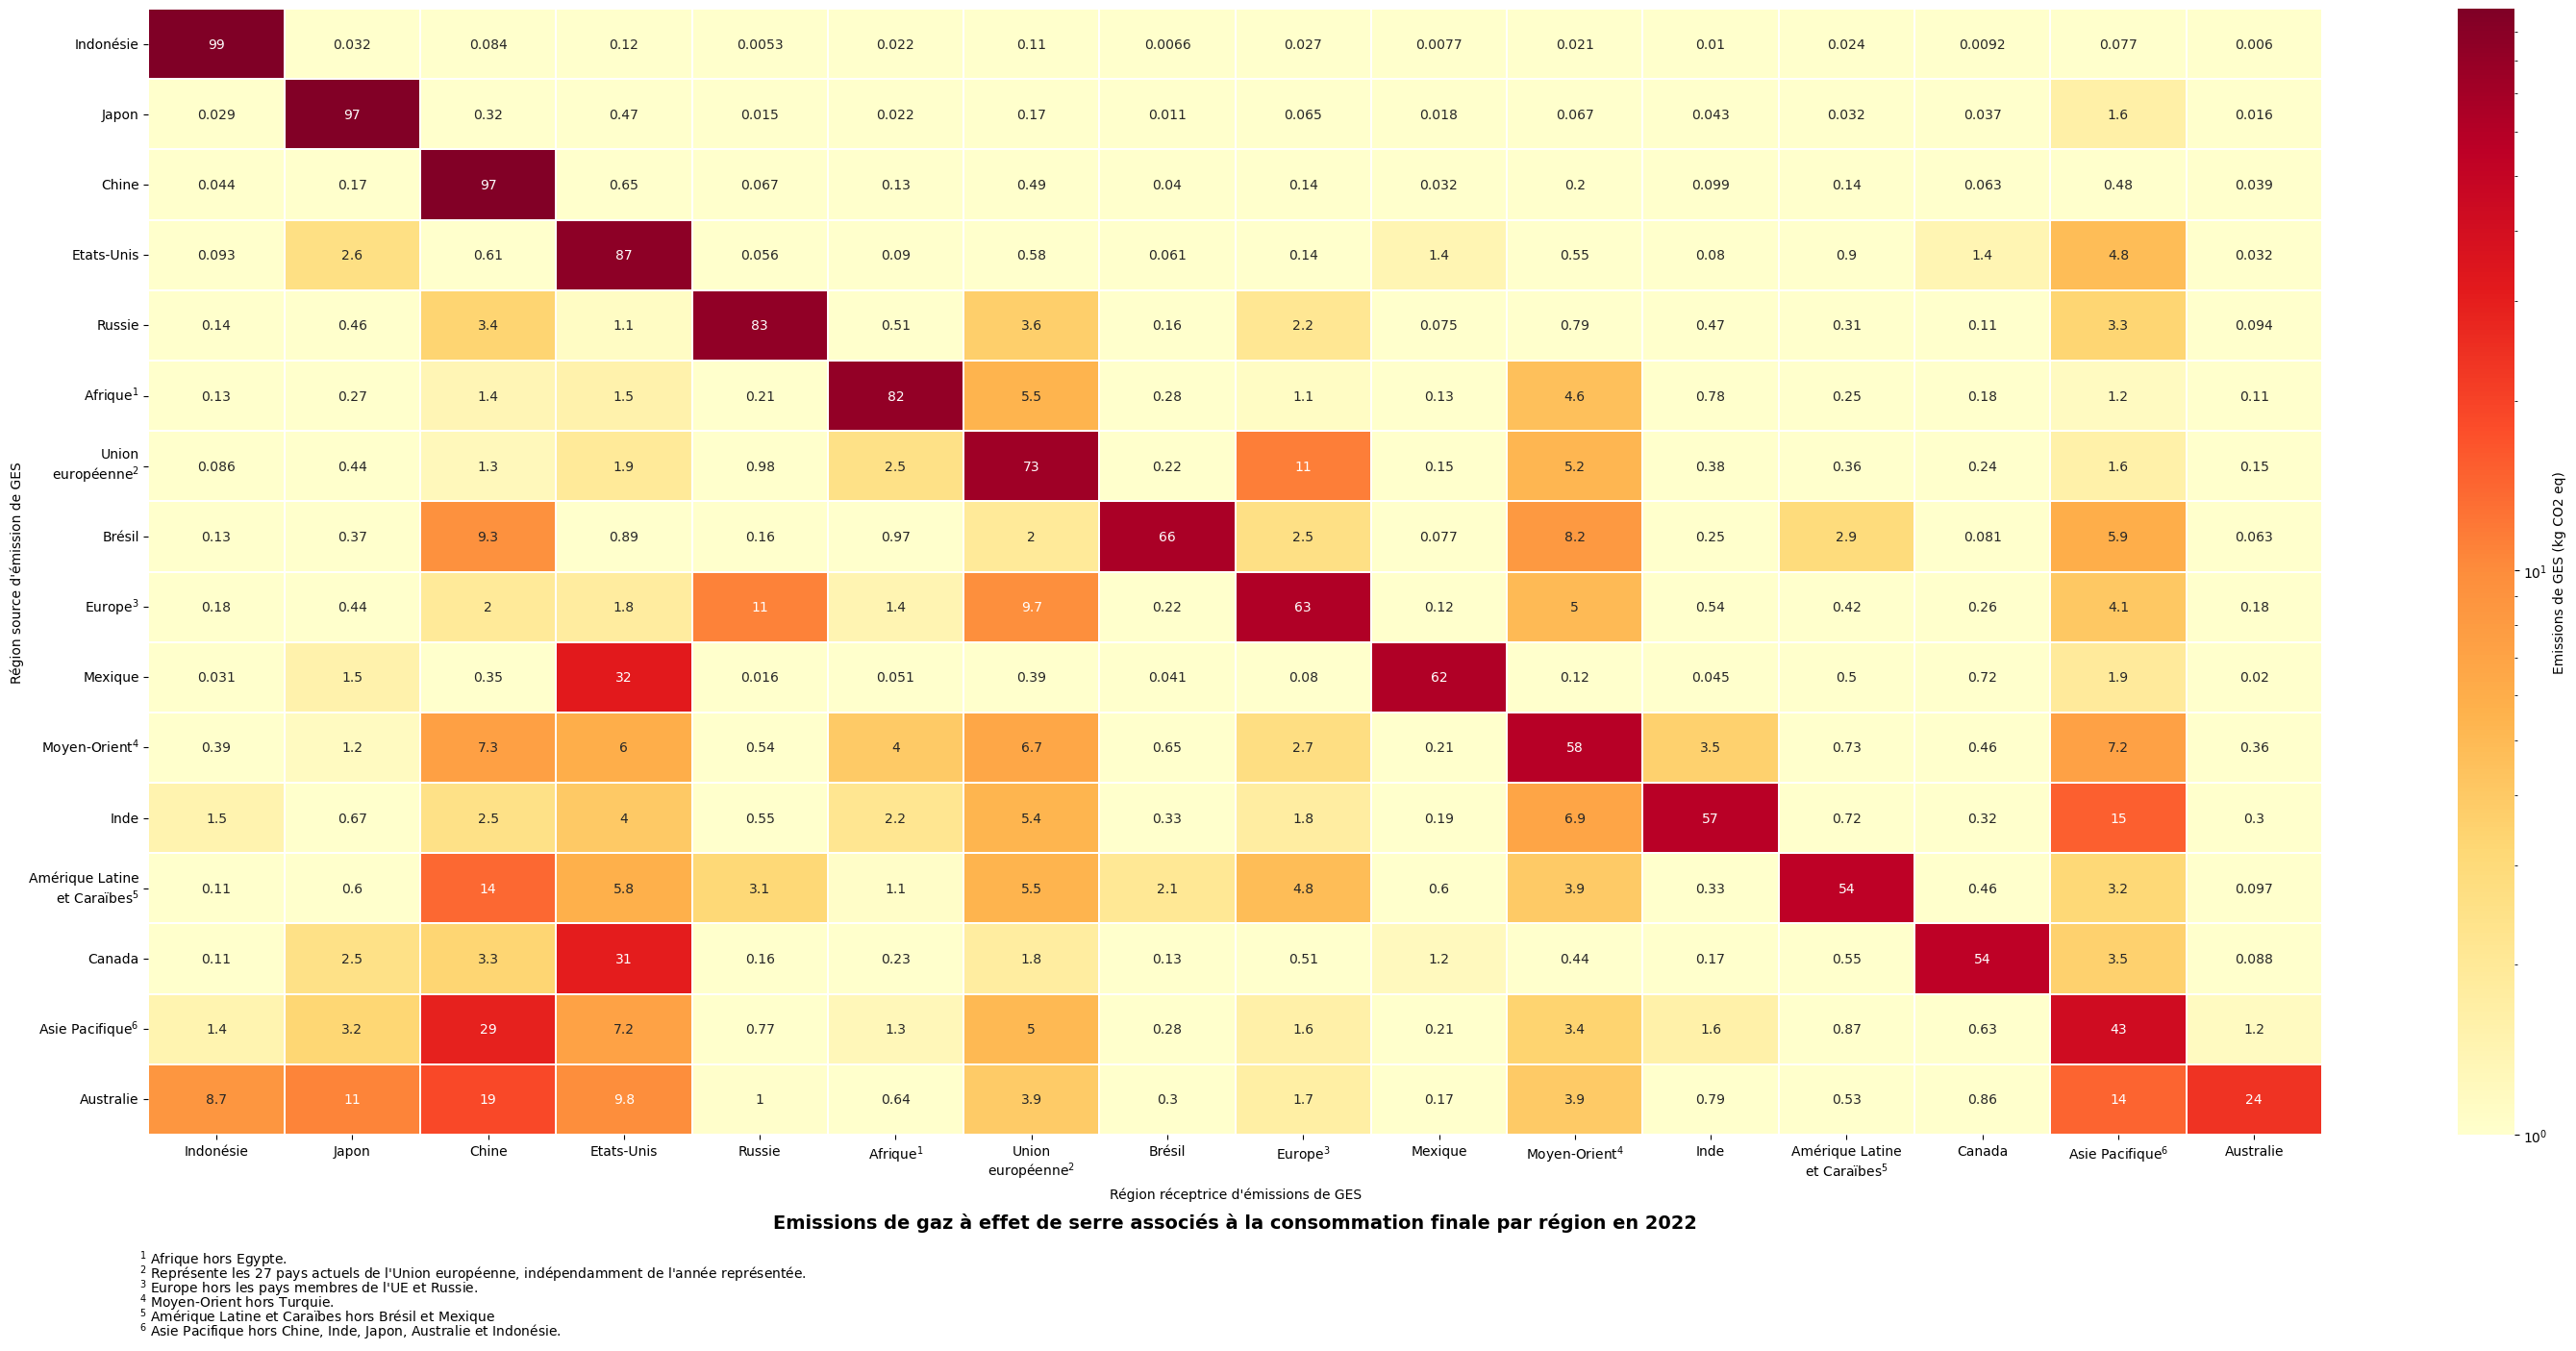 Indonésie 99 0.032 0.084 0.12 0.0053 0.022 0.11 0.0066 0.027 0.0077 0.021 0.01 0.024 0.0092 0.077 0.006
Japon 0.029 97 0.32 0.47 0.015 0.022 0.17 0.011 0.065 0.018 0.067 0.043 0.032 0.037 1.6 0.016
Chine 0.044 0.17 97 0.65 0.067 0.13 0.49 0.04 0.14 0.032 0.2 0.099 0.14 0.063 0.48 0.039
Etats-Unis 0.093 2.6 0.61 87 0.056 0.09 0.58 0.061 0.14 1.4 0.55 0.08 0.9 1.4 4.8 0.032
Russie 0.14 0.46 3.4 1.1 83 0.51 3.6 0.16 2.2 0.075 0.79 0.47 0.31 0.11 3.3 0.094
Afrique¹ 0.13 0.27 1.4 1.5 0.21 82 5.5 0.28 1.1 0.13 4.6 0.78 0.25 0.18 1.2 0.11
Union
européenne² 0.086 0.44 1.3 1.9 0.98 2.5 73 0.22 11 0.15 5.2 0.38 0.36 0.24 1.6 0.15
Brésil 0.13 0.37 9.3 0.89 0.16 0.97 2 66 2.5 0.077 8.2 0.25 2.9 0.081 5.9 0.063
Europe³ 0.18 0.44 2 1.8 11 1.4 9.7 0.22 63 0.12 5 0.54 0.42 0.26 4.1 0.18
Mexique 0.031 1.5 0.35 32 0.016 0.051 0.39 0.041 0.08 62 0.12 0.045 0.5 0.72 1.9 0.02
Moyen-Orient⁴ 0.39 1.2 7.3 6 0.54 4 6.7 0.65 2.7 0.21 58 3.5 0.73 0.46 7.2 0.36
Inde 1.5 0.67 2.5 4 0.55 2.2 5.4 0.33 1.8 0.19 6.9 57 0.72 0.32 15 0.3
Amérique Latine
et Caraïbes⁵ 0.11 0.6 14 5.8 3.1 1.1 5.5 2.1 4.8 0.6 3.9 0.33 54 0.46 3.2 0.097
Canada 0.11 2.5 3.3 31 0.16 0.23 1.8 0.13 0.51 1.2 0.44 0.17 0.55 54 3.5 0.088
Asie Pacifique⁶ 1.4 3.2 29 7.2 0.77 1.3 5 0.28 1.6 0.21 3.4 1.6 0.87 0.63 43 1.2
Australie 8.7 11 19 9.8 1 0.64 3.9 0.3 1.7 0.17 3.9 0.79 0.53 0.86 14 24
Région source d'émission de GES
Indonésie Japon Chine Etats-Unis Russie Afrique¹ Union Brésil Europe³ Mexique Moyen-Orient⁴ Inde Amérique Latine Canada Asie Pacifique⁶ Australie
européenne² et Caraïbes⁵
Région réceptrice d'émissions de GES
10¹
10⁰
Emissions de GES (kg CO2 eq)
Emissions de gaz à effet de serre associés à la consommation finale par région en 2022
¹ Afrique hors Egypte.
² Représente les 27 pays actuels de l'Union européenne, indépendamment de l'année représentée.
³ Europe hors les pays membres de l'UE et Russie.
⁴ Moyen-Orient hors Turquie.
⁵ Amérique Latine et Caraïbes hors Brésil et Mexique
⁶ Asie Pacifique hors Chine, Inde, Japon, Australie et Indonésie.